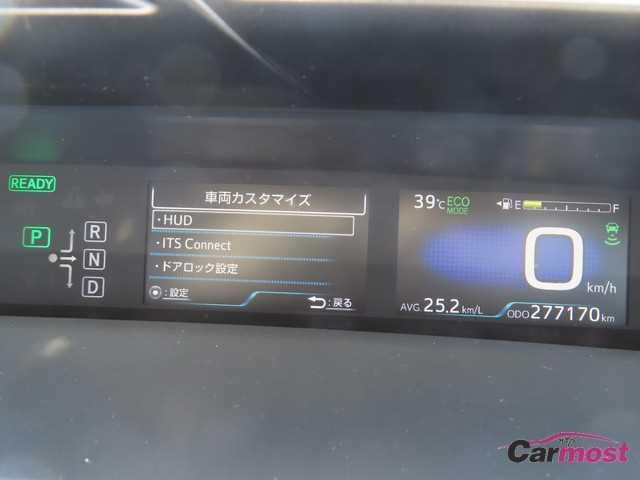 READY
P
R
N
D
車両カスタマイズ
・HUD
・ITS Connect
・ドアロック設定
:設定
:戻る
39℃ ECO MODE
E F
0 km/h
AVG. 25.2 km/L
ODO 277170 km
MTP
Carmost